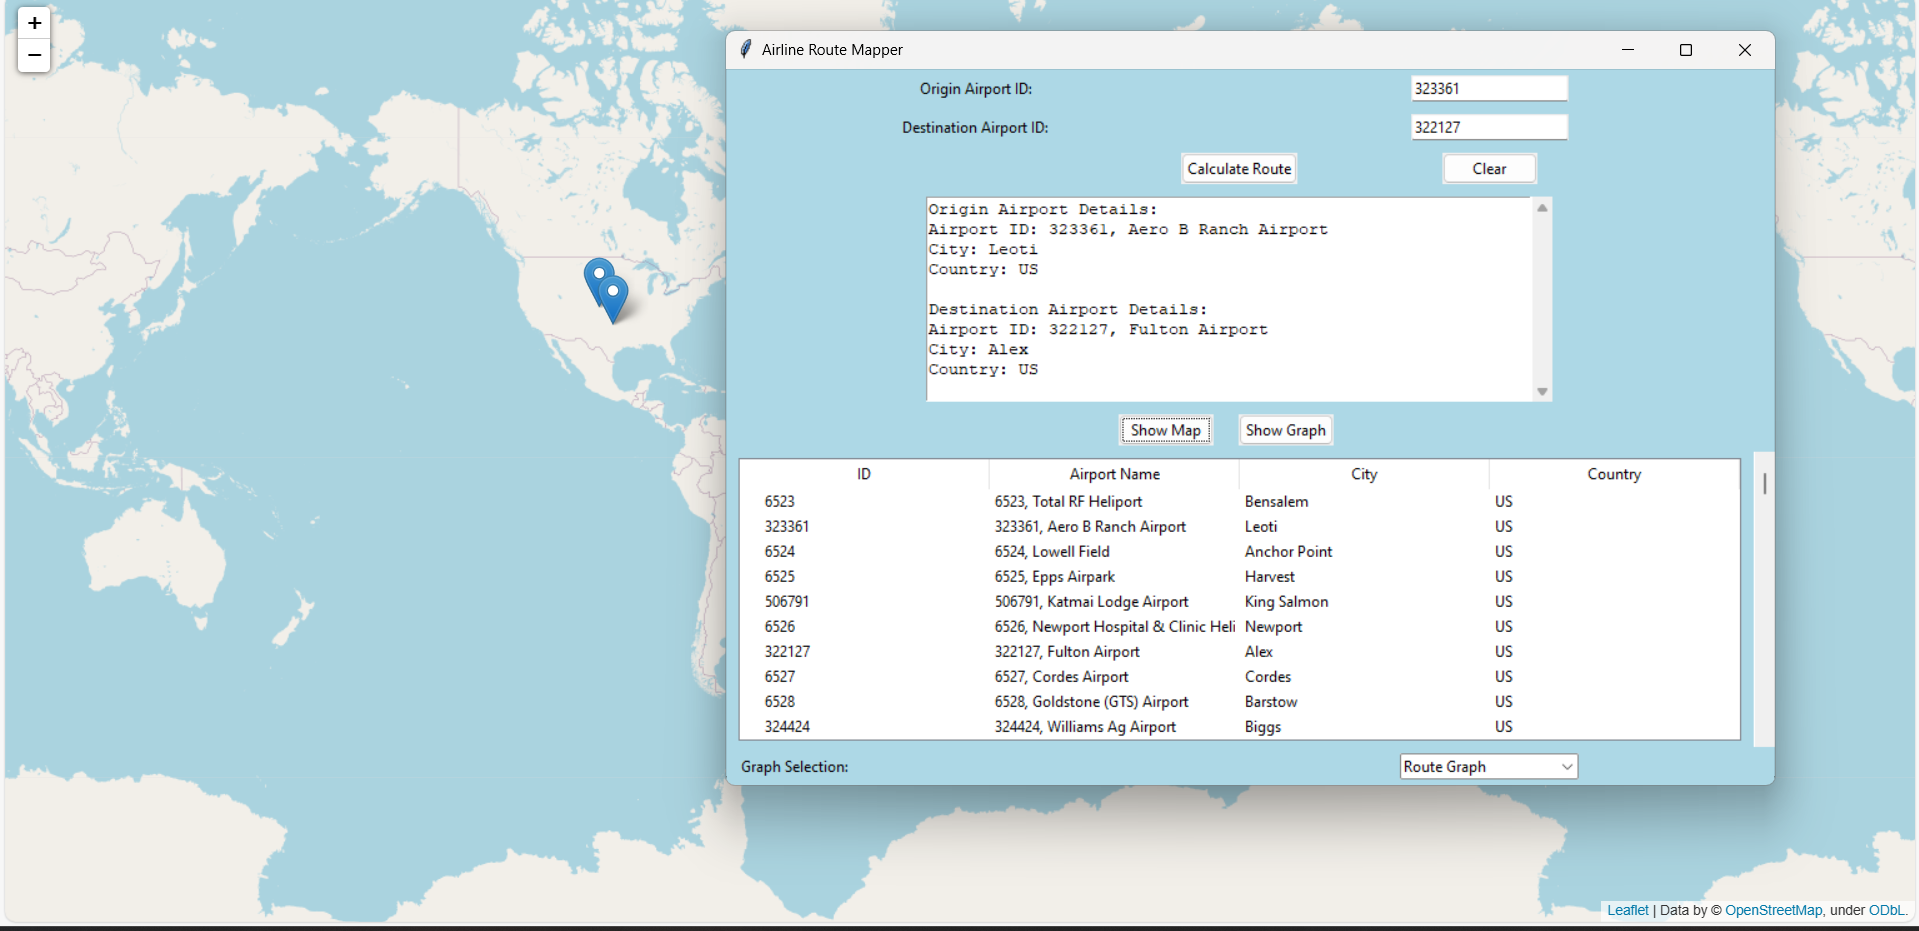 +
−
Airline Route Mapper
Origin Airport ID: 323361
Destination Airport ID: 322127
Calculate Route Clear
Origin Airport Details:
Airport ID: 323361, Aero B Ranch Airport
City: Leoti
Country: US
Destination Airport Details:
Airport ID: 322127, Fulton Airport
City: Alex
Country: US
Show Map Show Graph
ID Airport Name City Country
6523 6523, Total RF Heliport Bensalem US
323361 323361, Aero B Ranch Airport Leoti US
6524 6524, Lowell Field Anchor Point US
6525 6525, Epps Airpark Harvest US
506791 506791, Katmai Lodge Airport King Salmon US
6526 6526, Newport Hospital & Clinic Heli Newport US
322127 322127, Fulton Airport Alex US
6527 6527, Cordes Airport Cordes US
6528 6528, Goldstone (GTS) Airport Barstow US
324424 324424, Williams Ag Airport Biggs US
Graph Selection: Route Graph
Leaflet | Data by © OpenStreetMap, under ODbL.